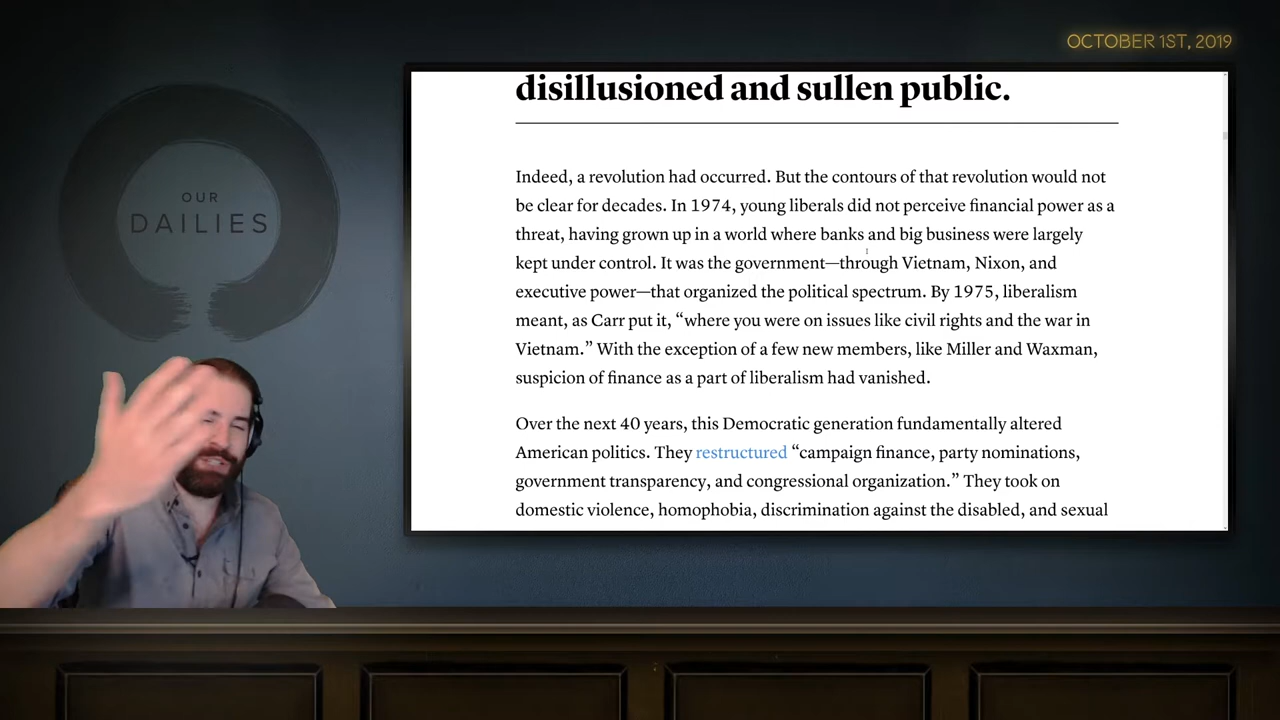 OCTOBER 1ST, 2019
OUR
DAILIES
disillusioned and sullen public.
Indeed, a revolution had occurred. But the contours of that revolution would not
be clear for decades. In 1974, young liberals did not perceive financial power as a
threat, having grown up in a world where banks and big business were largely
kept under control. It was the government—through Vietnam, Nixon, and
executive power—that organized the political spectrum. By 1975, liberalism
meant, as Carr put it, “where you were on issues like civil rights and the war in
Vietnam.” With the exception of a few new members, like Miller and Waxman,
suspicion of finance as a part of liberalism had vanished.
Over the next 40 years, this Democratic generation fundamentally altered
American politics. They restructured “campaign finance, party nominations,
government transparency, and congressional organization.” They took on
domestic violence, homophobia, discrimination against the disabled, and sexual